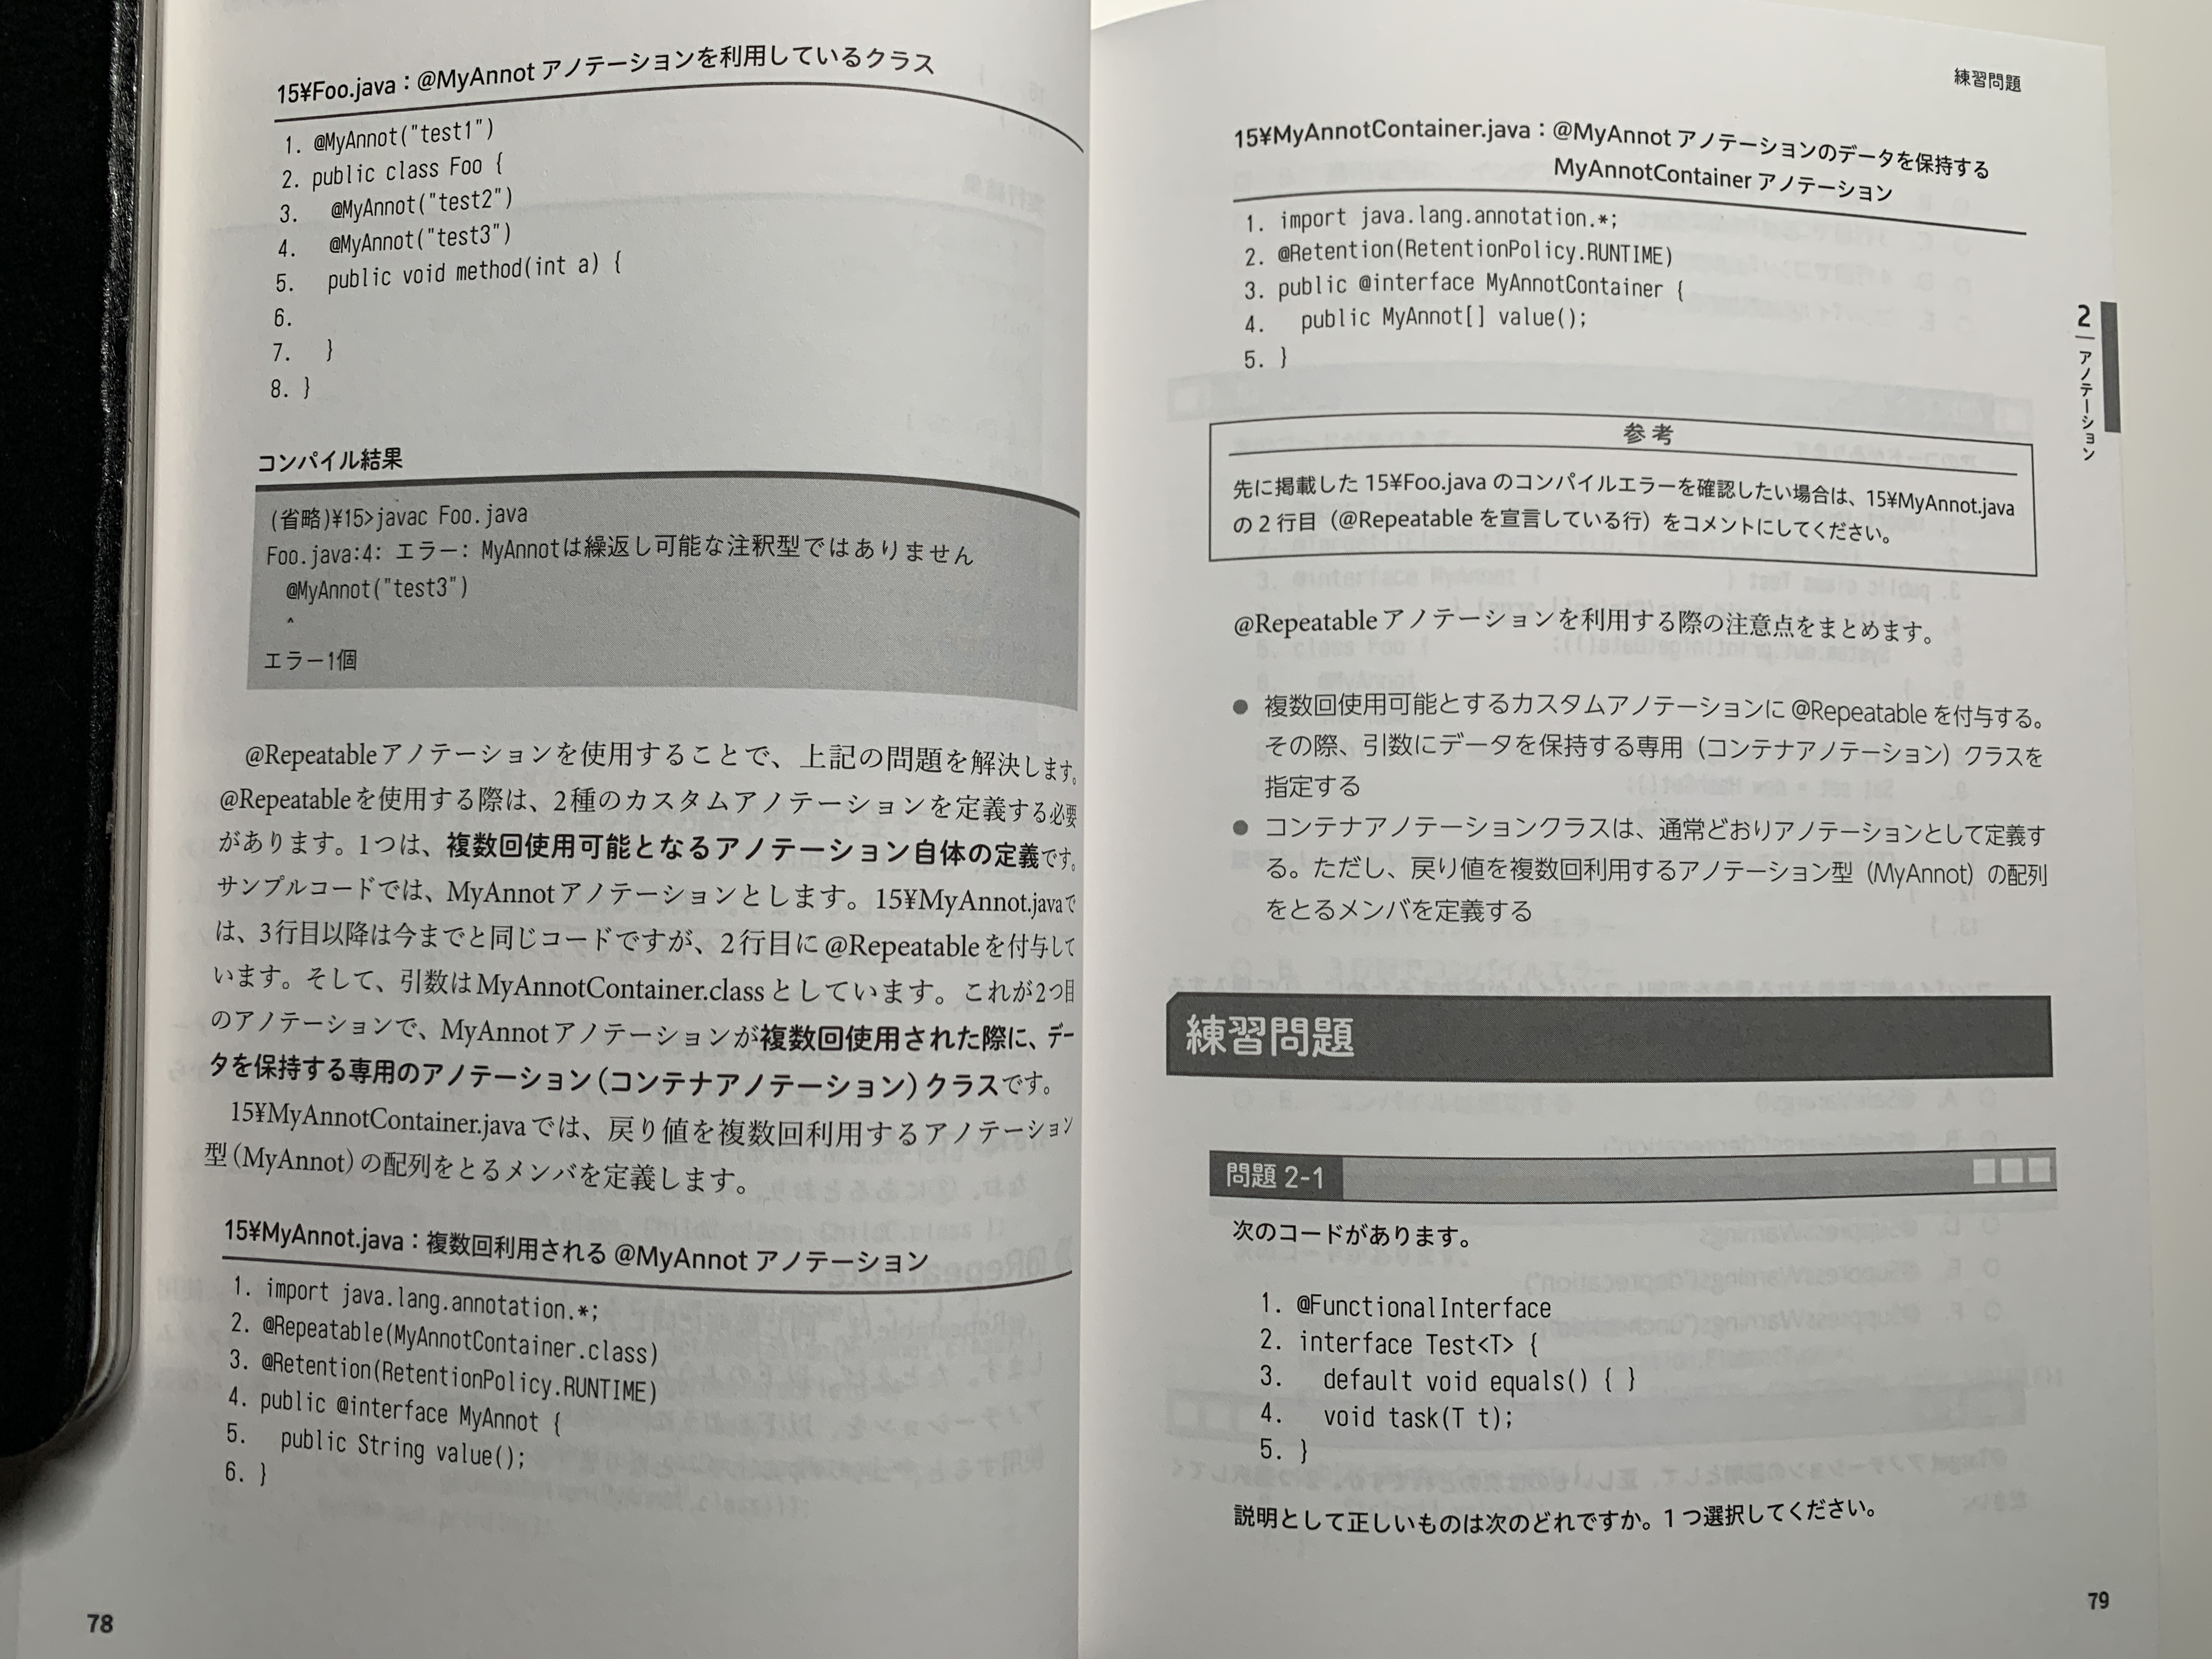 15¥Foo.java：@MyAnnot アノテーションを利用しているクラス
1. @MyAnnot("test1")
2. public class Foo {
3.   @MyAnnot("test2")
4.   @MyAnnot("test3")
5.   public void method(int a) {
6.
7.   }
8. }
コンパイル結果
(省略)¥15>javac Foo.java
Foo.java:4: エラー: MyAnnotは繰返し可能な注釈型ではありません
  @MyAnnot("test3")
  ^
エラー1個
@Repeatableアノテーションを使用することで、上記の問題を解決します。
@Repeatableを使用する際は、2種のカスタムアノテーションを定義する必要
があります。1つは、複数回使用可能となるアノテーション自体の定義です。
サンプルコードでは、MyAnnotアノテーションとします。15¥MyAnnot.javaで
は、3行目以降は今までと同じコードですが、2行目に@Repeatableを付与して
います。そして、引数はMyAnnotContainer.classとしています。これが2つ目
のアノテーションで、MyAnnotアノテーションが複数回使用された際に、デー
タを保持する専用のアノテーション（コンテナアノテーション）クラスです。
15¥MyAnnotContainer.javaでは、戻り値を複数回利用するアノテーション
型（MyAnnot）の配列をとるメンバを定義します。
15¥MyAnnot.java：複数回利用される @MyAnnot アノテーション
1. import java.lang.annotation.*;
2. @Repeatable(MyAnnotContainer.class)
3. @Retention(RetentionPolicy.RUNTIME)
4. public @interface MyAnnot {
5.   public String value();
6. }
78
練習問題
15¥MyAnnotContainer.java：@MyAnnot アノテーションのデータを保持する
MyAnnotContainer アノテーション
1. import java.lang.annotation.*;
2. @Retention(RetentionPolicy.RUNTIME)
3. public @interface MyAnnotContainer {
4.   public MyAnnot[] value();
5. }
2
アノテーション
参考
先に掲載した 15¥Foo.java のコンパイルエラーを確認したい場合は、15¥MyAnnot.java
の 2 行目（@Repeatable を宣言している行）をコメントにしてください。
@Repeatableアノテーションを利用する際の注意点をまとめます。
● 複数回使用可能とするカスタムアノテーションに @Repeatable を付与する。
その際、引数にデータを保持する専用（コンテナアノテーション）クラスを
指定する
● コンテナアノテーションクラスは、通常どおりアノテーションとして定義す
る。ただし、戻り値を複数回利用するアノテーション型（MyAnnot）の配列
をとるメンバを定義する
練習問題
問題 2-1
次のコードがあります。
1. @FunctionalInterface
2. interface Test<T> {
3.   default void equals() { }
4.   void task(T t);
5. }
説明として正しいものは次のどれですか。1 つ選択してください。
79